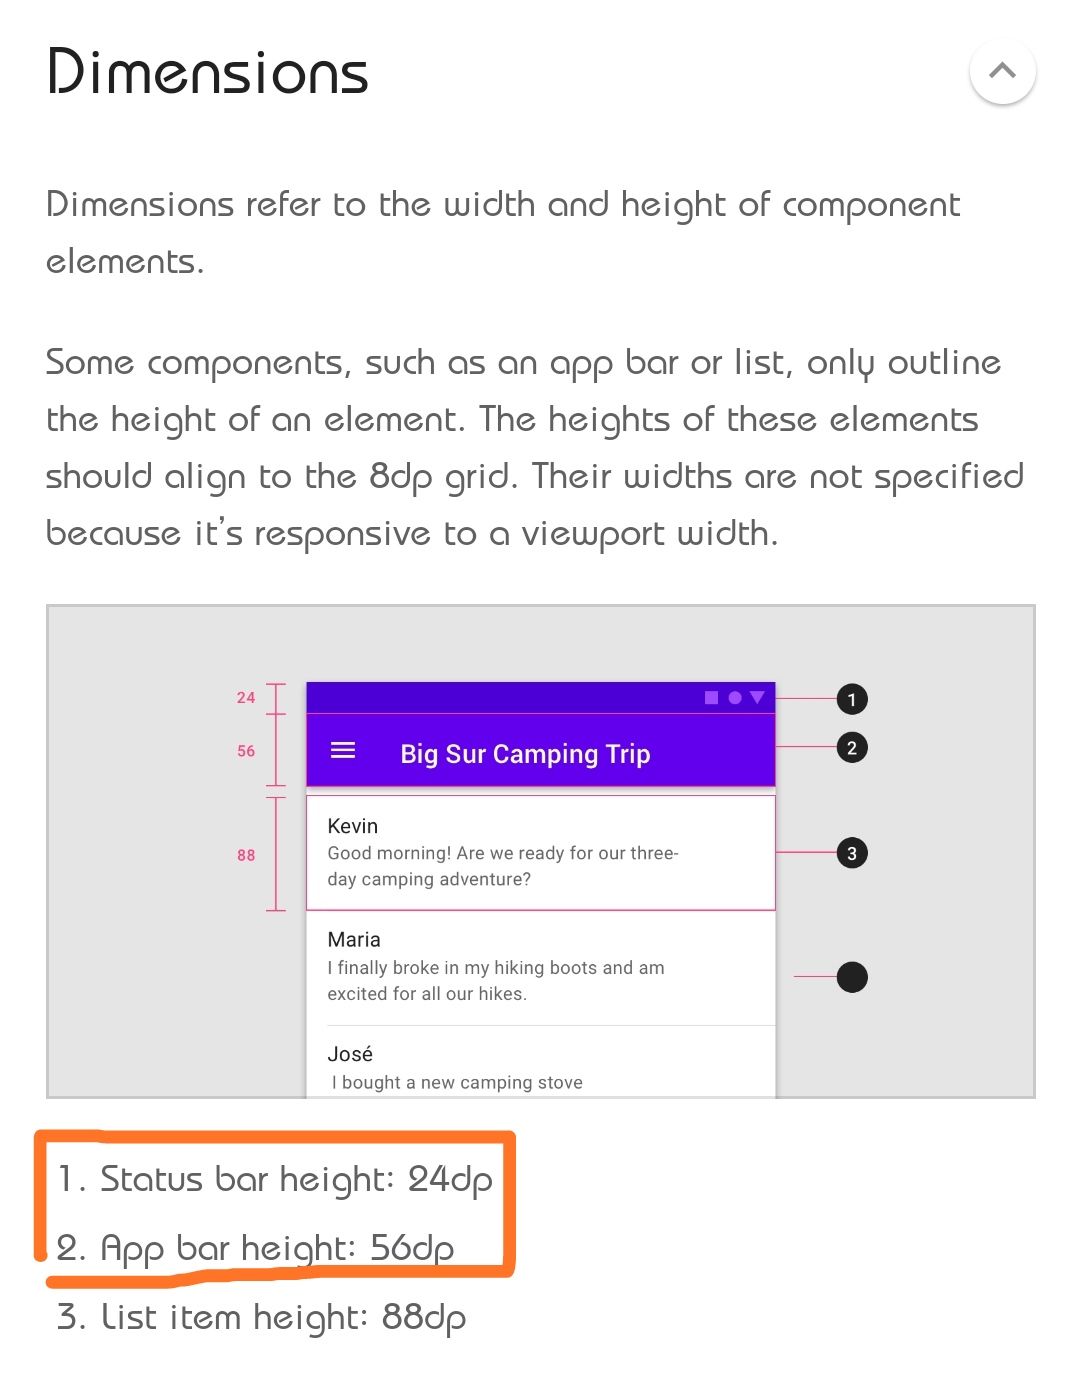 Dimensions
Dimensions refer to the width and height of component
elements.
Some components, such as an app bar or list, only outline
the height of an element. The heights of these elements
should align to the 8dp grid. Their widths are not specified
because it's responsive to a viewport width.
24
1
56
Big Sur Camping Trip
2
88
Kevin
Good morning! Are we ready for our three-
day camping adventure?
3
Maria
I finally broke in my hiking boots and am
excited for all our hikes.
José
I bought a new camping stove
1. Status bar height: 24dp
2. App bar height: 56dp
3. List item height: 88dp